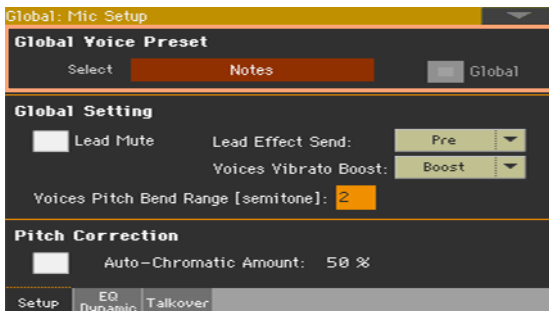 Global: Mic Setup
Global Voice Preset
Select Notes Global
Global Setting
Lead Mute Lead Effect Send: Pre
Voices Vibrato Boost: Boost
Voices Pitch Bend Range [semitone]: 2
Pitch Correction
Auto-Chromatic Amount: 50 %
Setup EQ Dynamic Talkover